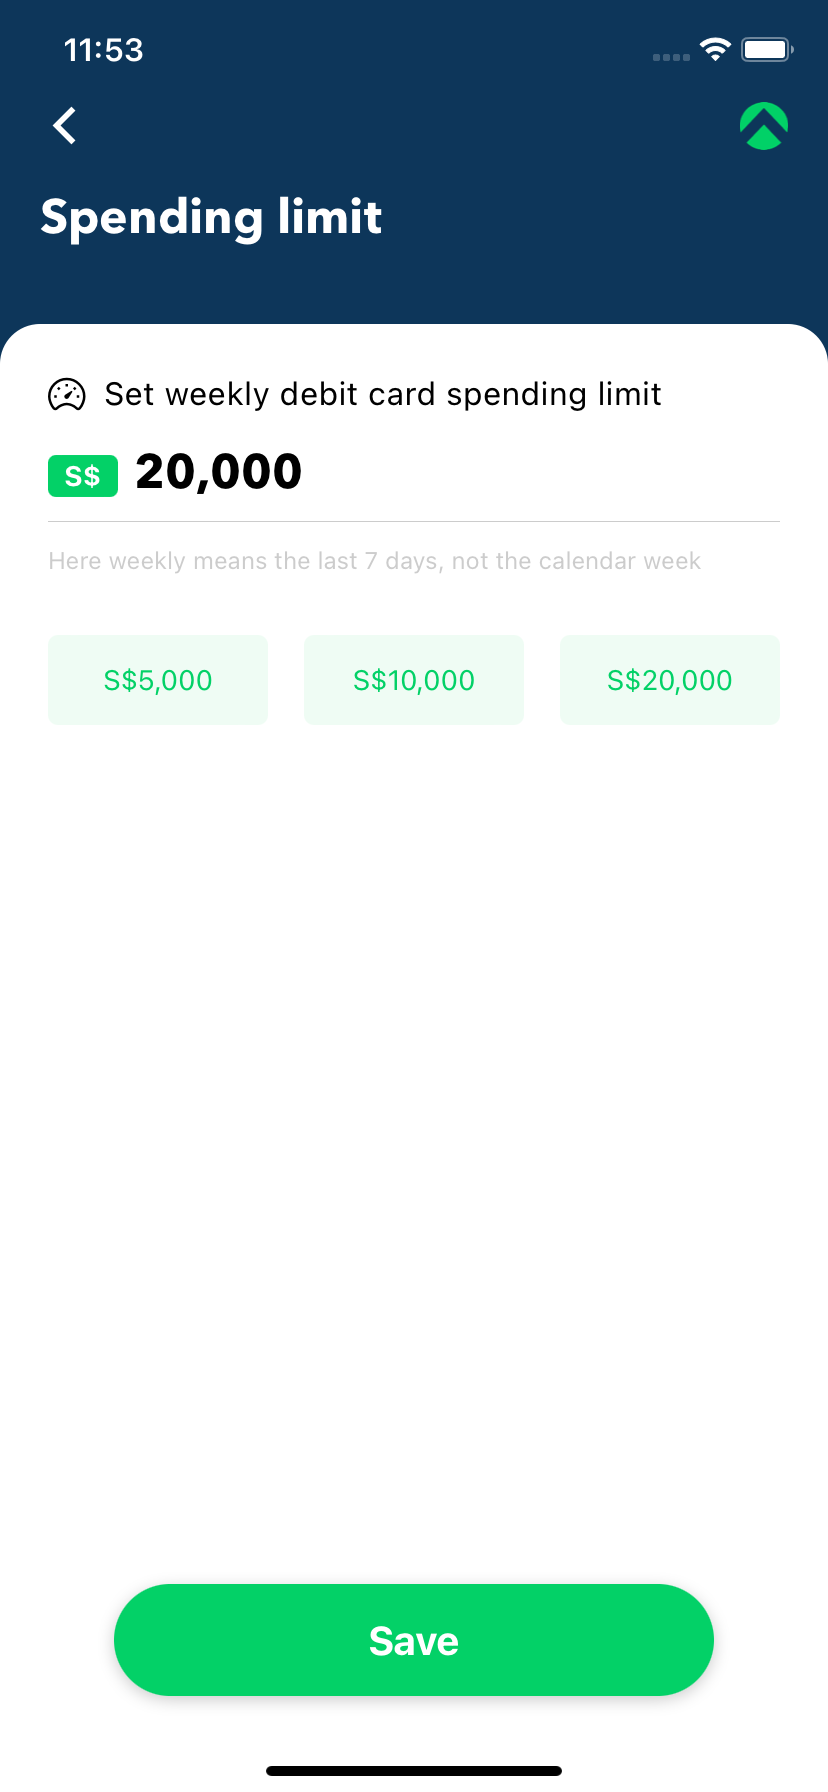 11:53
Spending limit
Set weekly debit card spending limit
S$ 20,000
Here weekly means the last 7 days, not the calendar week
S$5,000 S$10,000 S$20,000
Save